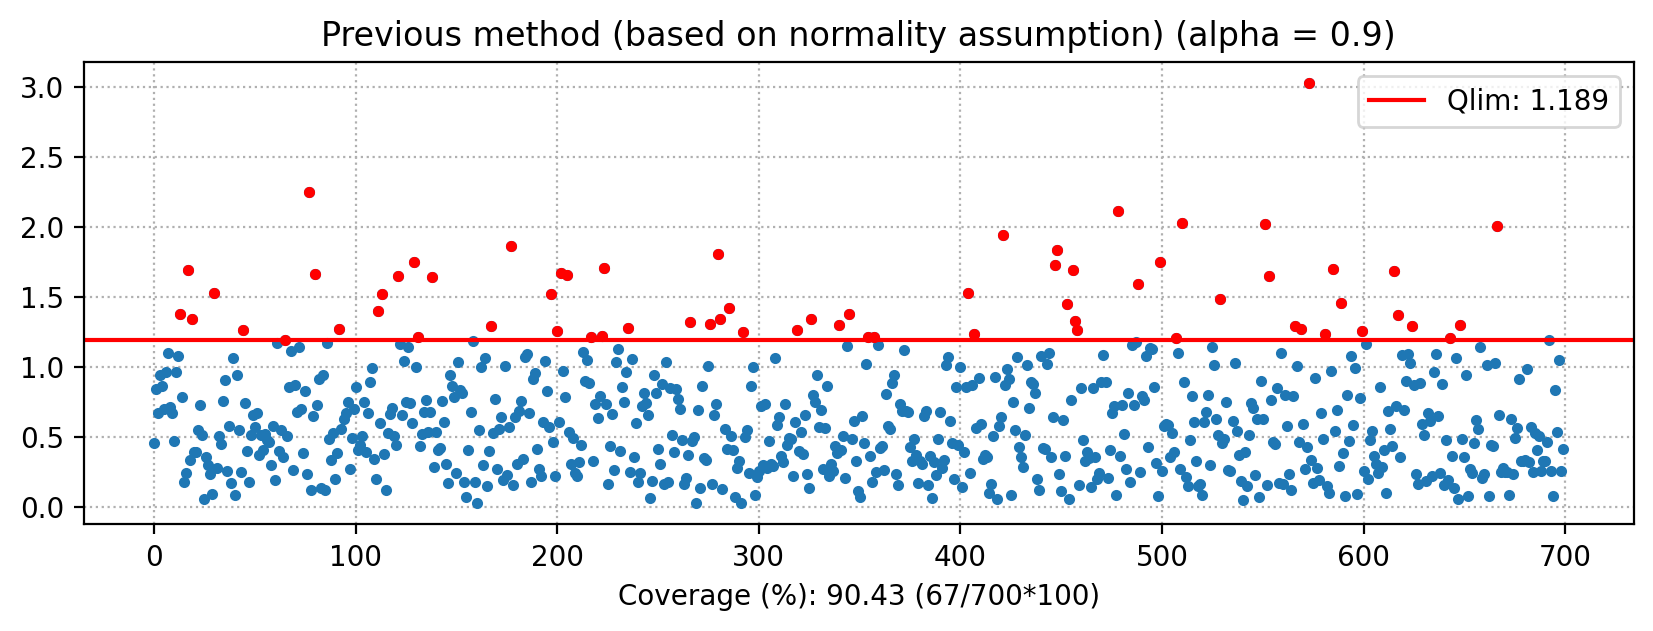 Previous method (based on normality assumption) (alpha = 0.9)
3.0
2.5
2.0
1.5
1.0
0.5
0.0
Qlim: 1.189
0 100 200 300 400 500 600 700
Coverage (%): 90.43 (67/700*100)